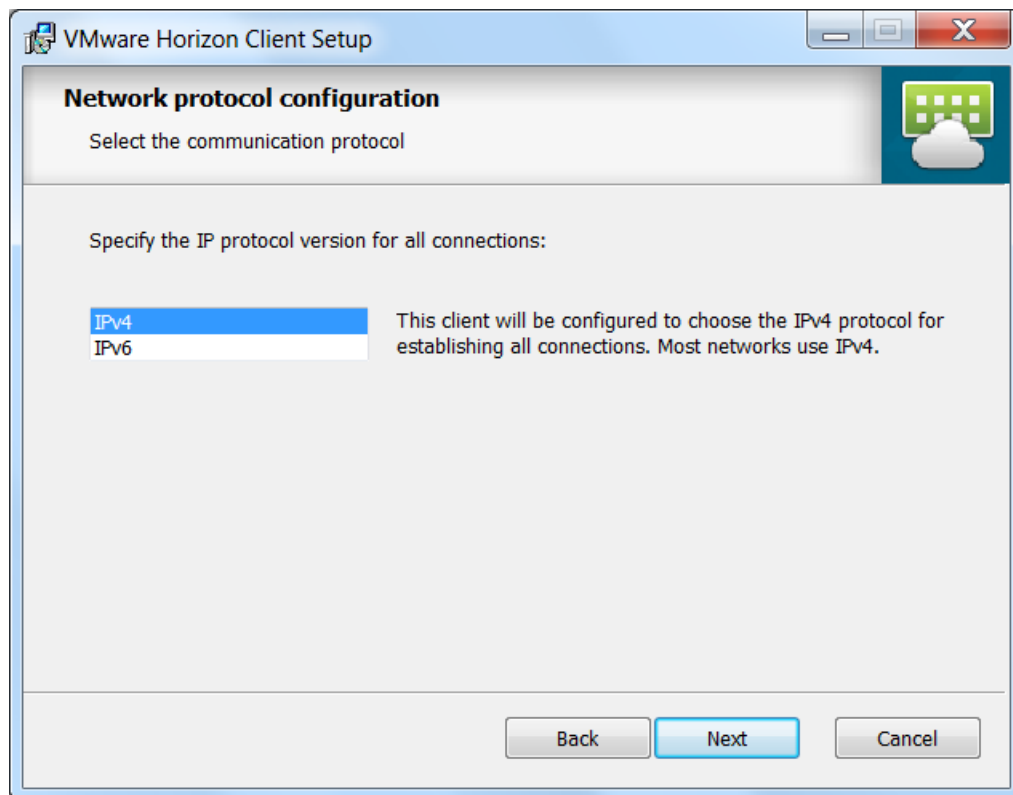 VMware Horizon Client Setup
Network protocol configuration
Select the communication protocol
Specify the IP protocol version for all connections:
IPv4
IPv6
This client will be configured to choose the IPv4 protocol for
establishing all connections. Most networks use IPv4.
Back
Next
Cancel